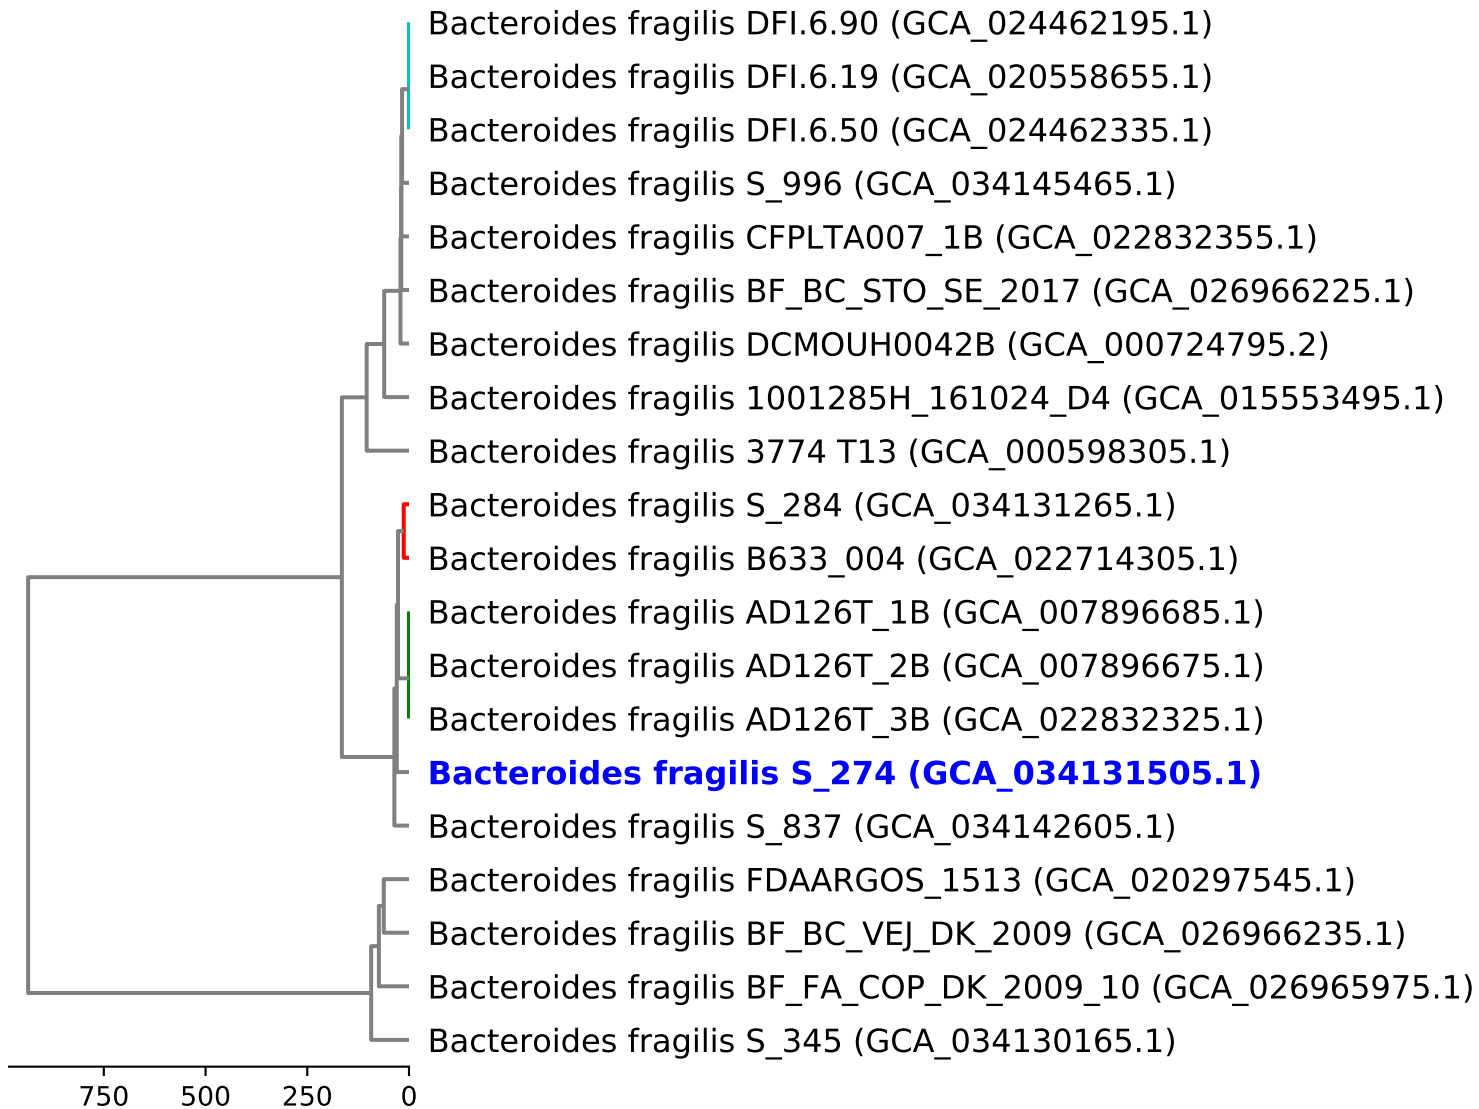 Bacteroides fragilis DFI.6.90 (GCA_024462195.1)
Bacteroides fragilis DFI.6.19 (GCA_020558655.1)
Bacteroides fragilis DFI.6.50 (GCA_024462335.1)
Bacteroides fragilis S_996 (GCA_034145465.1)
Bacteroides fragilis CFPLTA007_1B (GCA_022832355.1)
Bacteroides fragilis BF_BC_STO_SE_2017 (GCA_026966225.1)
Bacteroides fragilis DCMOUH0042B (GCA_000724795.2)
Bacteroides fragilis 1001285H_161024_D4 (GCA_015553495.1)
Bacteroides fragilis 3774 T13 (GCA_000598305.1)
Bacteroides fragilis S_284 (GCA_034131265.1)
Bacteroides fragilis B633_004 (GCA_022714305.1)
Bacteroides fragilis AD126T_1B (GCA_007896685.1)
Bacteroides fragilis AD126T_2B (GCA_007896675.1)
Bacteroides fragilis AD126T_3B (GCA_022832325.1)
Bacteroides fragilis S_274 (GCA_034131505.1)
Bacteroides fragilis S_837 (GCA_034142605.1)
Bacteroides fragilis FDAARGOS_1513 (GCA_020297545.1)
Bacteroides fragilis BF_BC_VEJ_DK_2009 (GCA_026966235.1)
Bacteroides fragilis BF_FA_COP_DK_2009_10 (GCA_026965975.1)
Bacteroides fragilis S_345 (GCA_034130165.1)
750 500 250 0